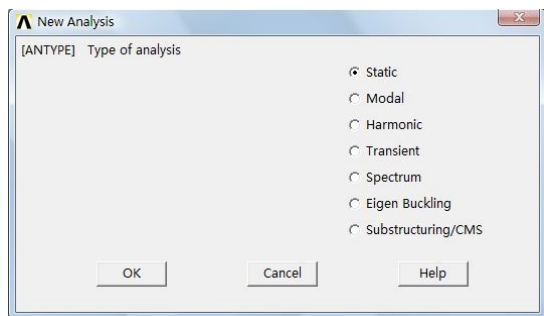 New Analysis
[ANTYPE] Type of analysis
Static
Modal
Harmonic
Transient
Spectrum
Eigen Buckling
Substructuring/CMS
OK Cancel Help